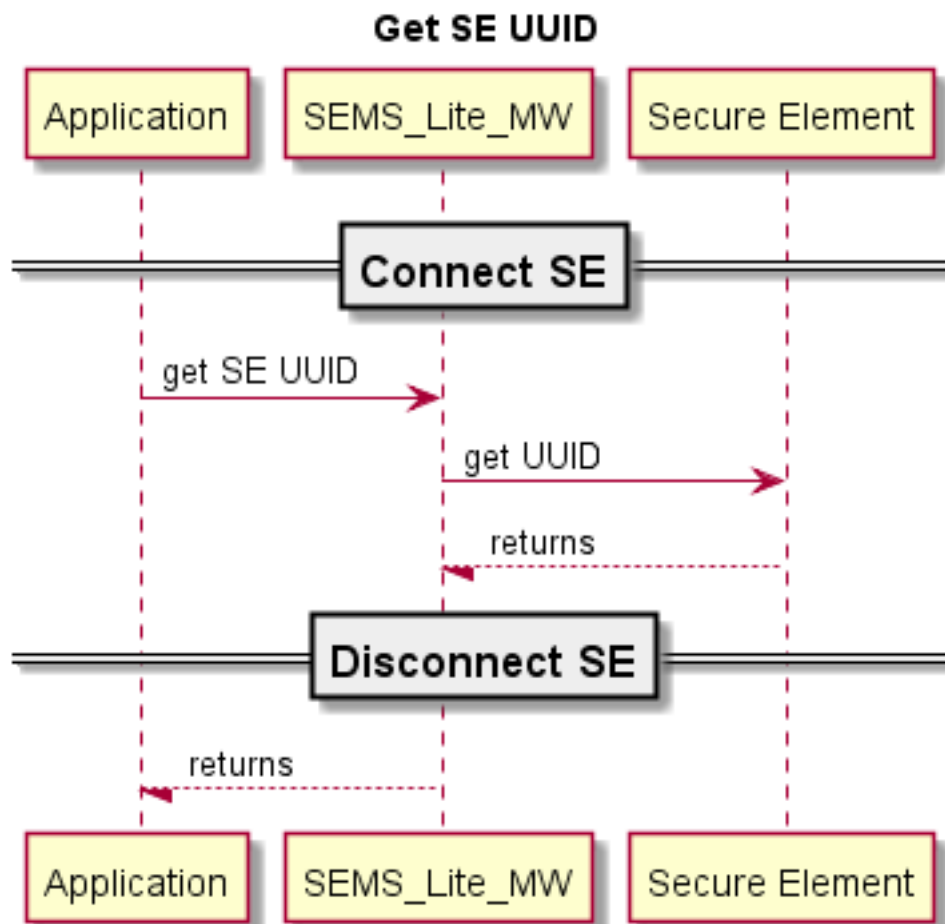 Get SE UUID
Application SEMS_Lite_MW Secure Element
Connect SE
get SE UUID
get UUID
returns
Disconnect SE
returns
Application SEMS_Lite_MW Secure Element